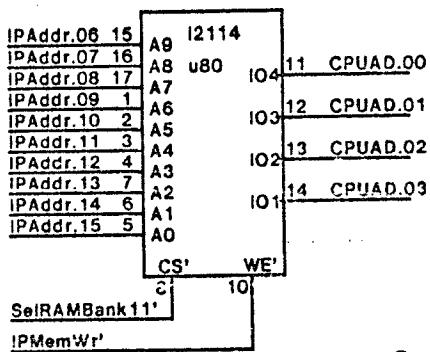 IPAddr.06 15 A9 I2114
IPAddr.07 16 A8 u80 IO4 11 CPUAD.00
IPAddr.08 17 A7
IPAddr.09 1 A6 IO3 12 CPUAD.01
IPAddr.10 2 A5
IPAddr.11 3 A4 IO2 13 CPUAD.02
IPAddr.12 4 A3
IPAddr.13 7 A2 IO1 14 CPUAD.03
IPAddr.14 6 A1
IPAddr.15 5 A0
CS' WE'
10
SelRAMBank11'
IPMemWr'